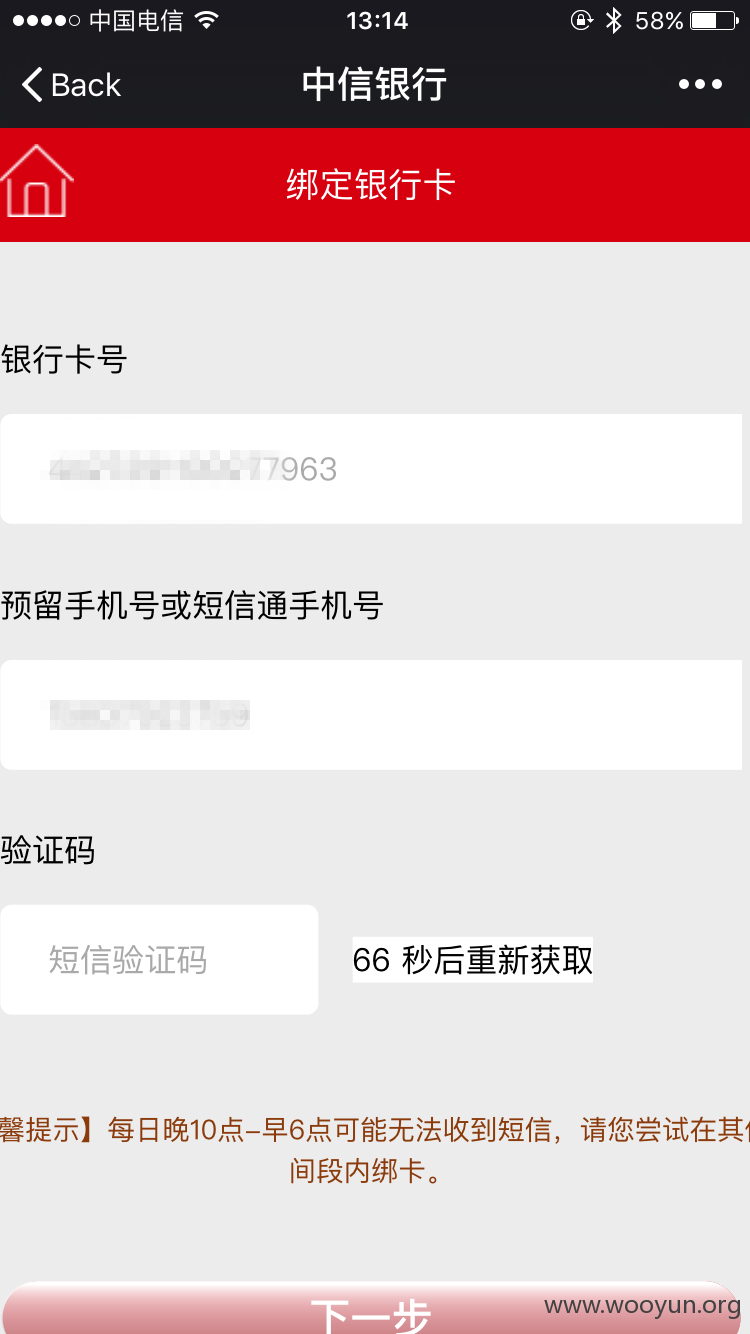 中国电信 13:14 58%
Back 中信银行
绑定银行卡
银行卡号
77963
预留手机号或短信通手机号
验证码
短信验证码 66 秒后重新获取
馨提示】每日晚10点-早6点可能无法收到短信，请您尝试在其
间段内绑卡。
下一步
www.wooyun.org